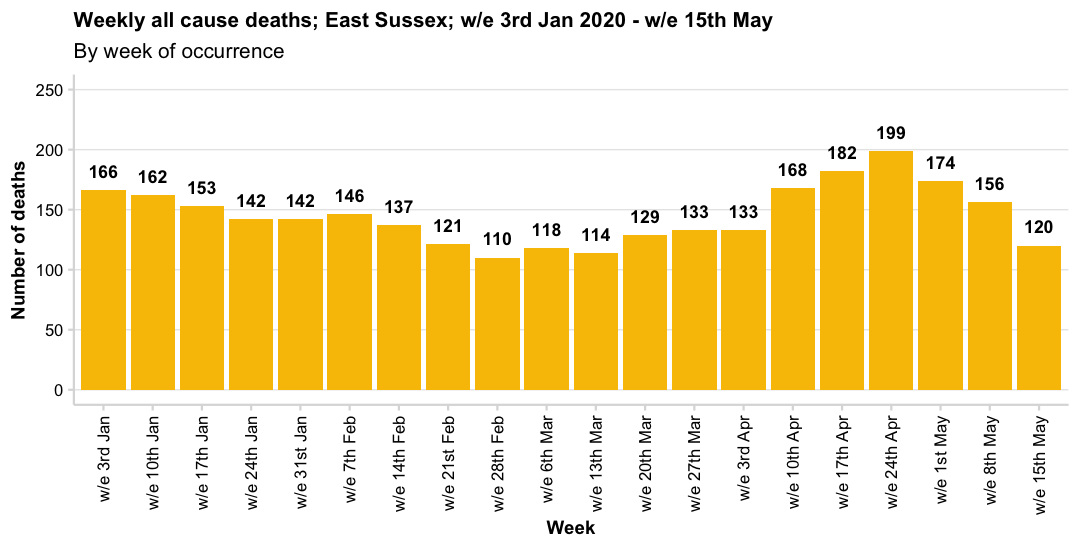 Weekly all cause deaths; East Sussex; w/e 3rd Jan 2020 - w/e 15th May
By week of occurrence
Number of deaths
250
200
150
100
50
0
166
162
153
142
142
146
137
121
110
118
114
129
133
133
168
182
199
174
156
120
w/e 3rd Jan
w/e 10th Jan
w/e 17th Jan
w/e 24th Jan
w/e 31st Jan
w/e 7th Feb
w/e 14th Feb
w/e 21st Feb
w/e 28th Feb
w/e 6th Mar
w/e 13th Mar
w/e 20th Mar
w/e 27th Mar
w/e 3rd Apr
w/e 10th Apr
w/e 17th Apr
w/e 24th Apr
w/e 1st May
w/e 8th May
w/e 15th May
Week